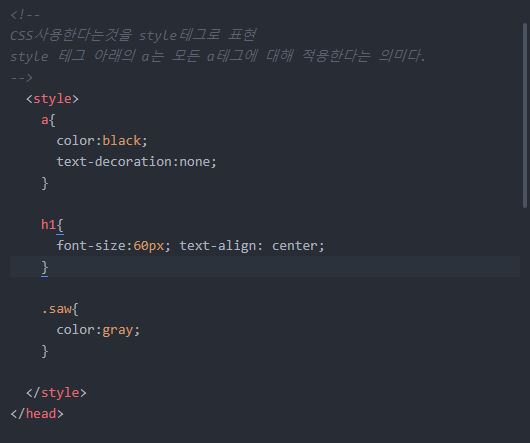 <!--
CSS사용한다는것을 style테그로 표현
style 테그 아래의 a는 모든 a테그에 대해 적용한다는 의미다.
-->
<style>
a{
color:black;
text-decoration:none;
}
h1{
font-size:60px; text-align: center;
}
.saw{
color:gray;
}
</style>
</head>